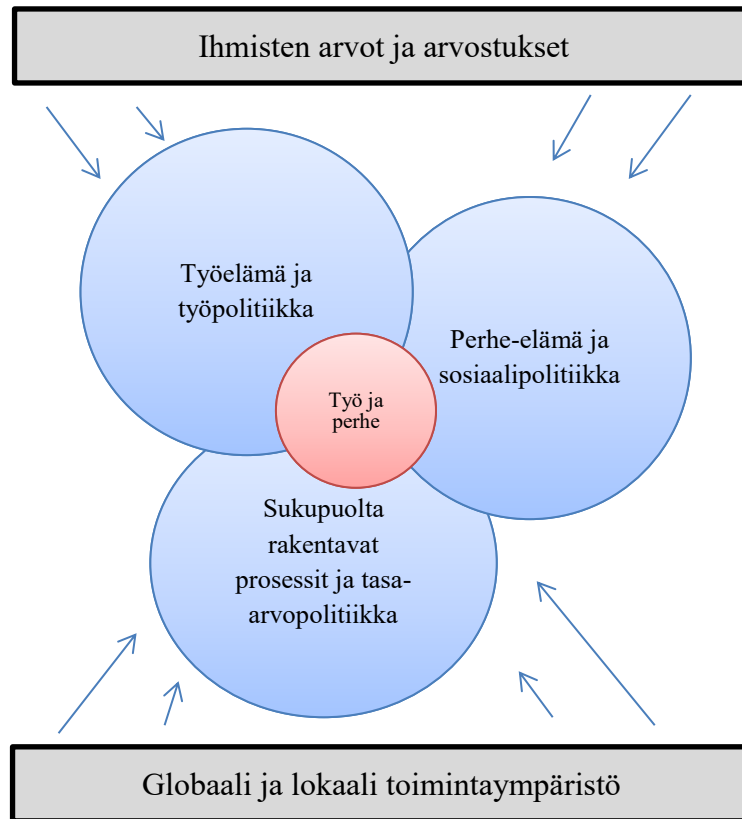 Ihmisten arvot ja arvostukset
Työelämä ja
työpolitiikka
Perhe-elämä ja
sosiaalipolitiikka
Työ ja
perhe
Sukupuolta
rakentavat
prosessit ja tasa-
arvopolitiikka
Globaali ja lokaali toimintaympäristö